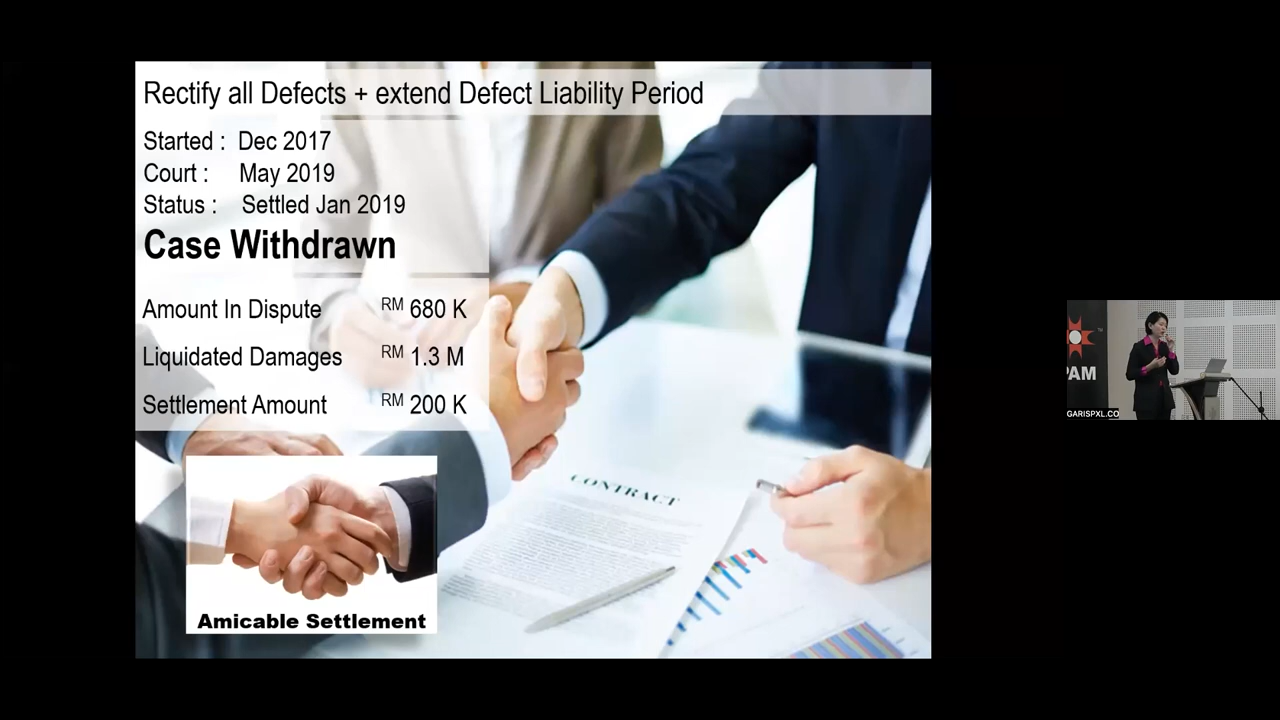 Rectify all Defects + extend Defect Liability Period
Started : Dec 2017
Court : May 2019
Status : Settled Jan 2019
Case Withdrawn
Amount In Dispute RM 680 K
Liquidated Damages RM 1.3 M
Settlement Amount RM 200 K
CONTRACT
Amicable Settlement
PAM
GARISPXL.CO